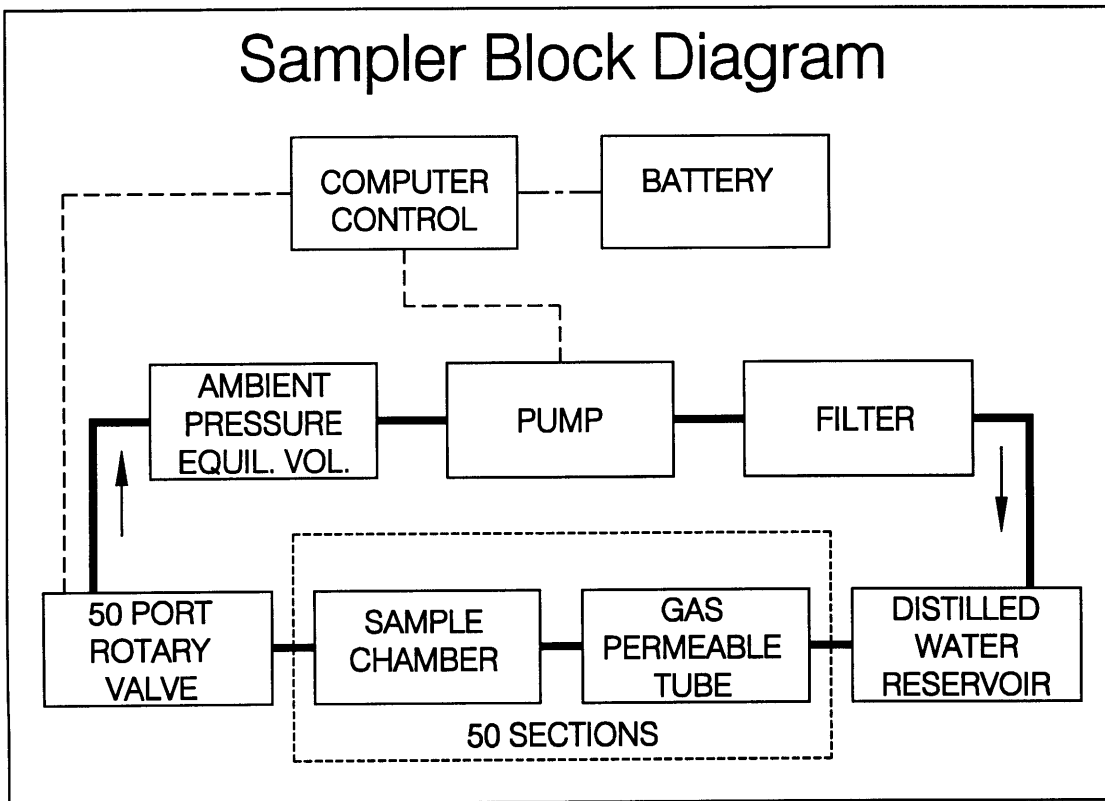 Sampler Block Diagram
COMPUTER
CONTROL
BATTERY
AMBIENT
PRESSURE
EQUIL. VOL.
PUMP
FILTER
50 PORT
ROTARY
VALVE
SAMPLE
CHAMBER
GAS
PERMEABLE
TUBE
DISTILLED
WATER
RESERVOIR
50 SECTIONS